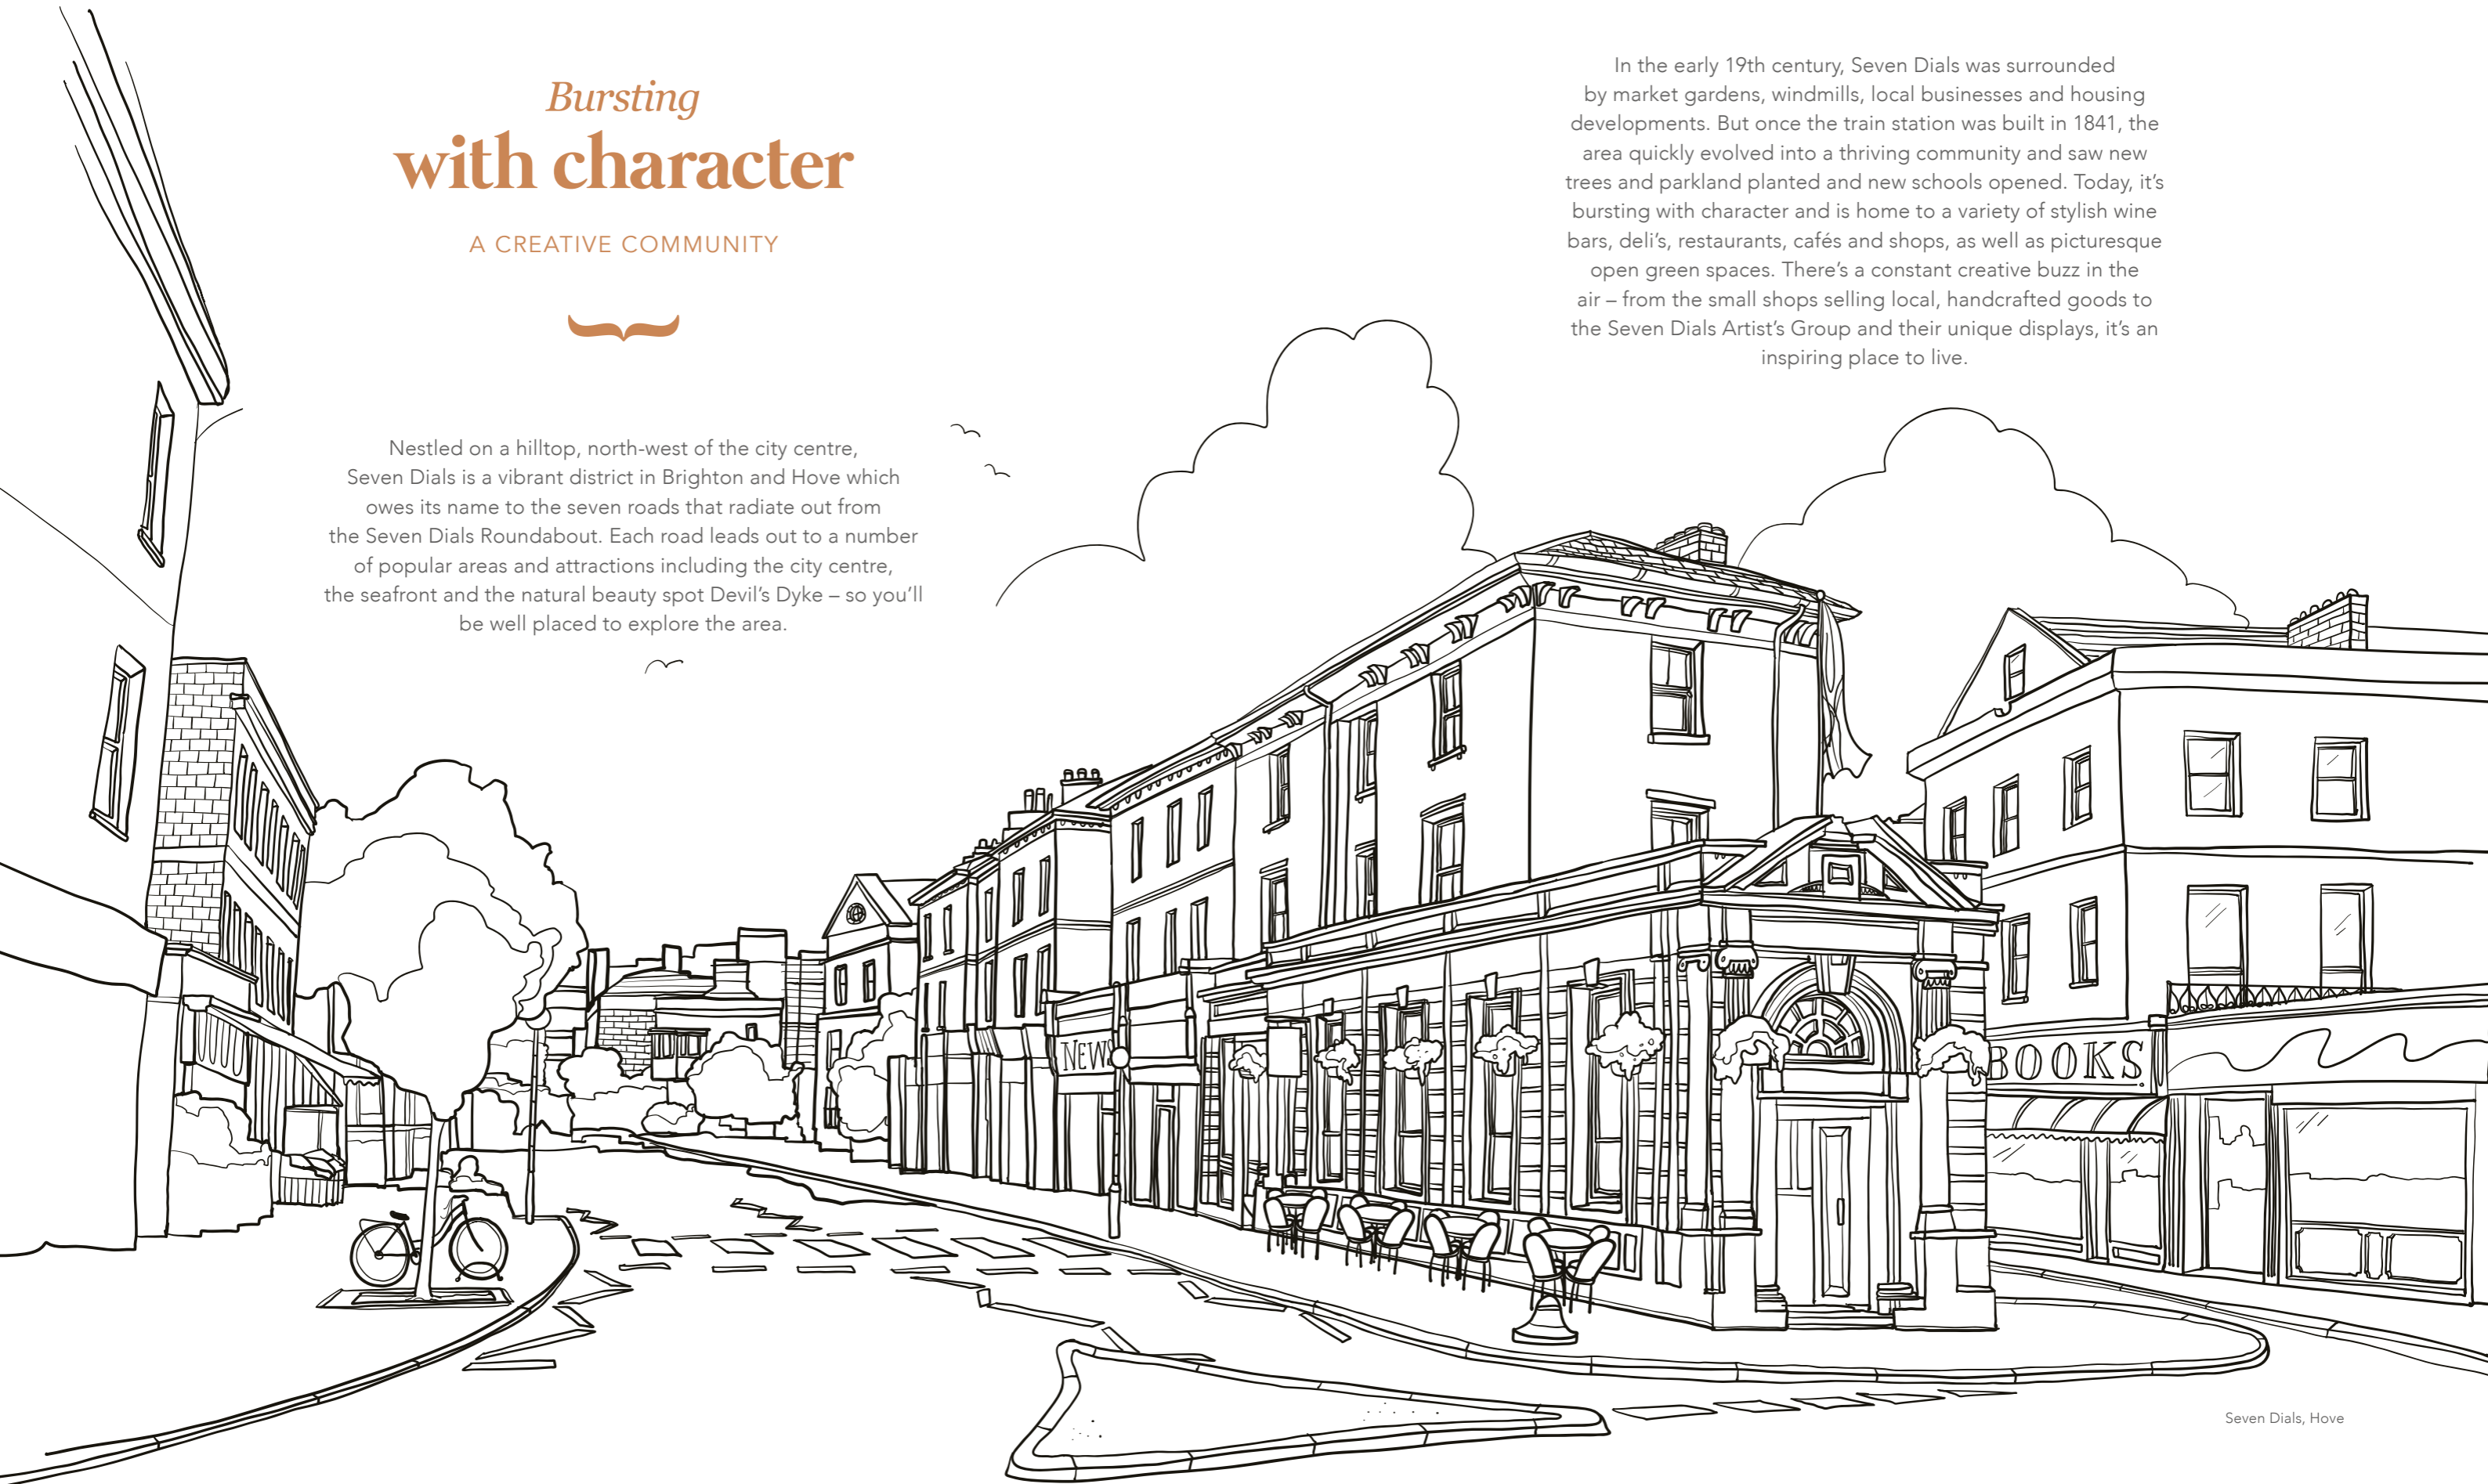 Bursting
with character
A CREATIVE COMMUNITY
Nestled on a hilltop, north-west of the city centre,
Seven Dials is a vibrant district in Brighton and Hove which
owes its name to the seven roads that radiate out from
the Seven Dials Roundabout. Each road leads out to a number
of popular areas and attractions including the city centre,
the seafront and the natural beauty spot Devil’s Dyke – so you’ll
be well placed to explore the area.
In the early 19th century, Seven Dials was surrounded
by market gardens, windmills, local businesses and housing
developments. But once the train station was built in 1841, the
area quickly evolved into a thriving community and saw new
trees and parkland planted and new schools opened. Today, it’s
bursting with character and is home to a variety of stylish wine
bars, deli’s, restaurants, cafés and shops, as well as picturesque
open green spaces. There’s a constant creative buzz in the
air – from the small shops selling local, handcrafted goods to
the Seven Dials Artist’s Group and their unique displays, it’s an
inspiring place to live.
NEWS
BOOKS
Seven Dials, Hove